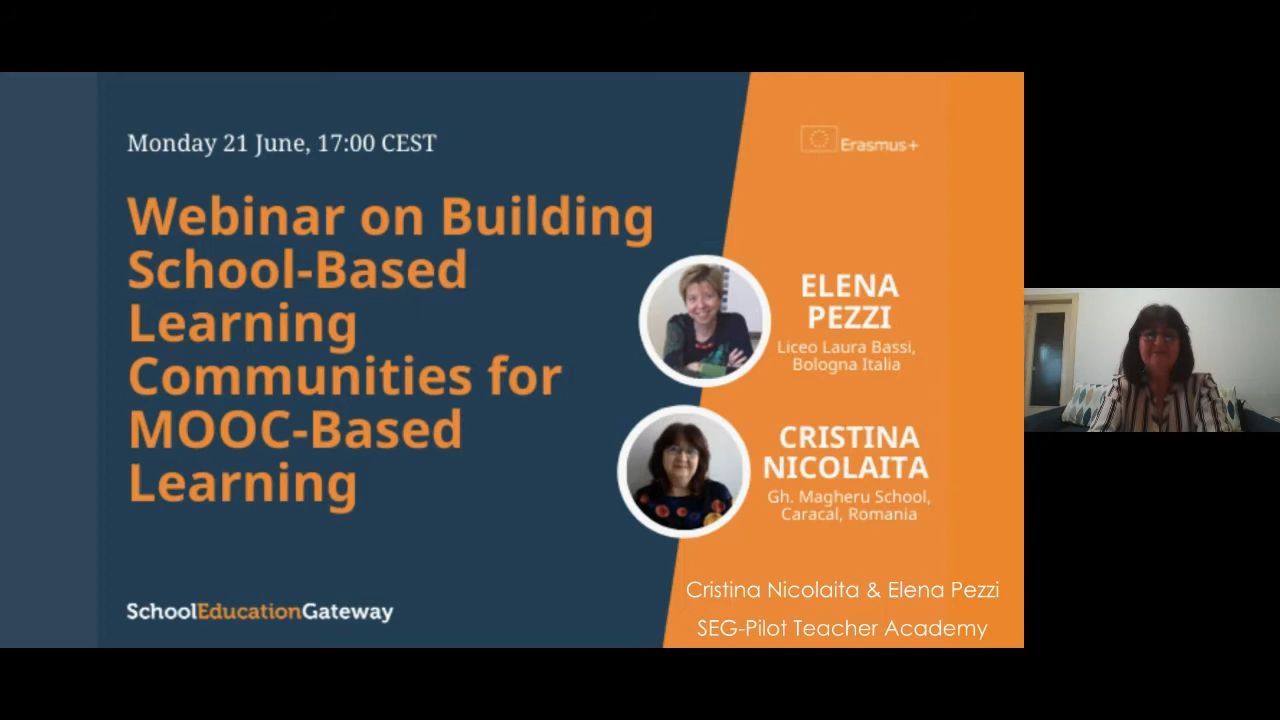 Monday 21 June, 17:00 CEST
Erasmus+
Webinar on Building
School-Based
Learning
Communities for
MOOC-Based
Learning
ELENA
PEZZI
Liceo Laura Bassi,
Bologna Italia
CRISTINA
NICOLAITA
Gh. Magheru School,
Caracal, Romania
SchoolEducationGateway
Cristina Nicolaita & Elena Pezzi
SEG-Pilot Teacher Academy